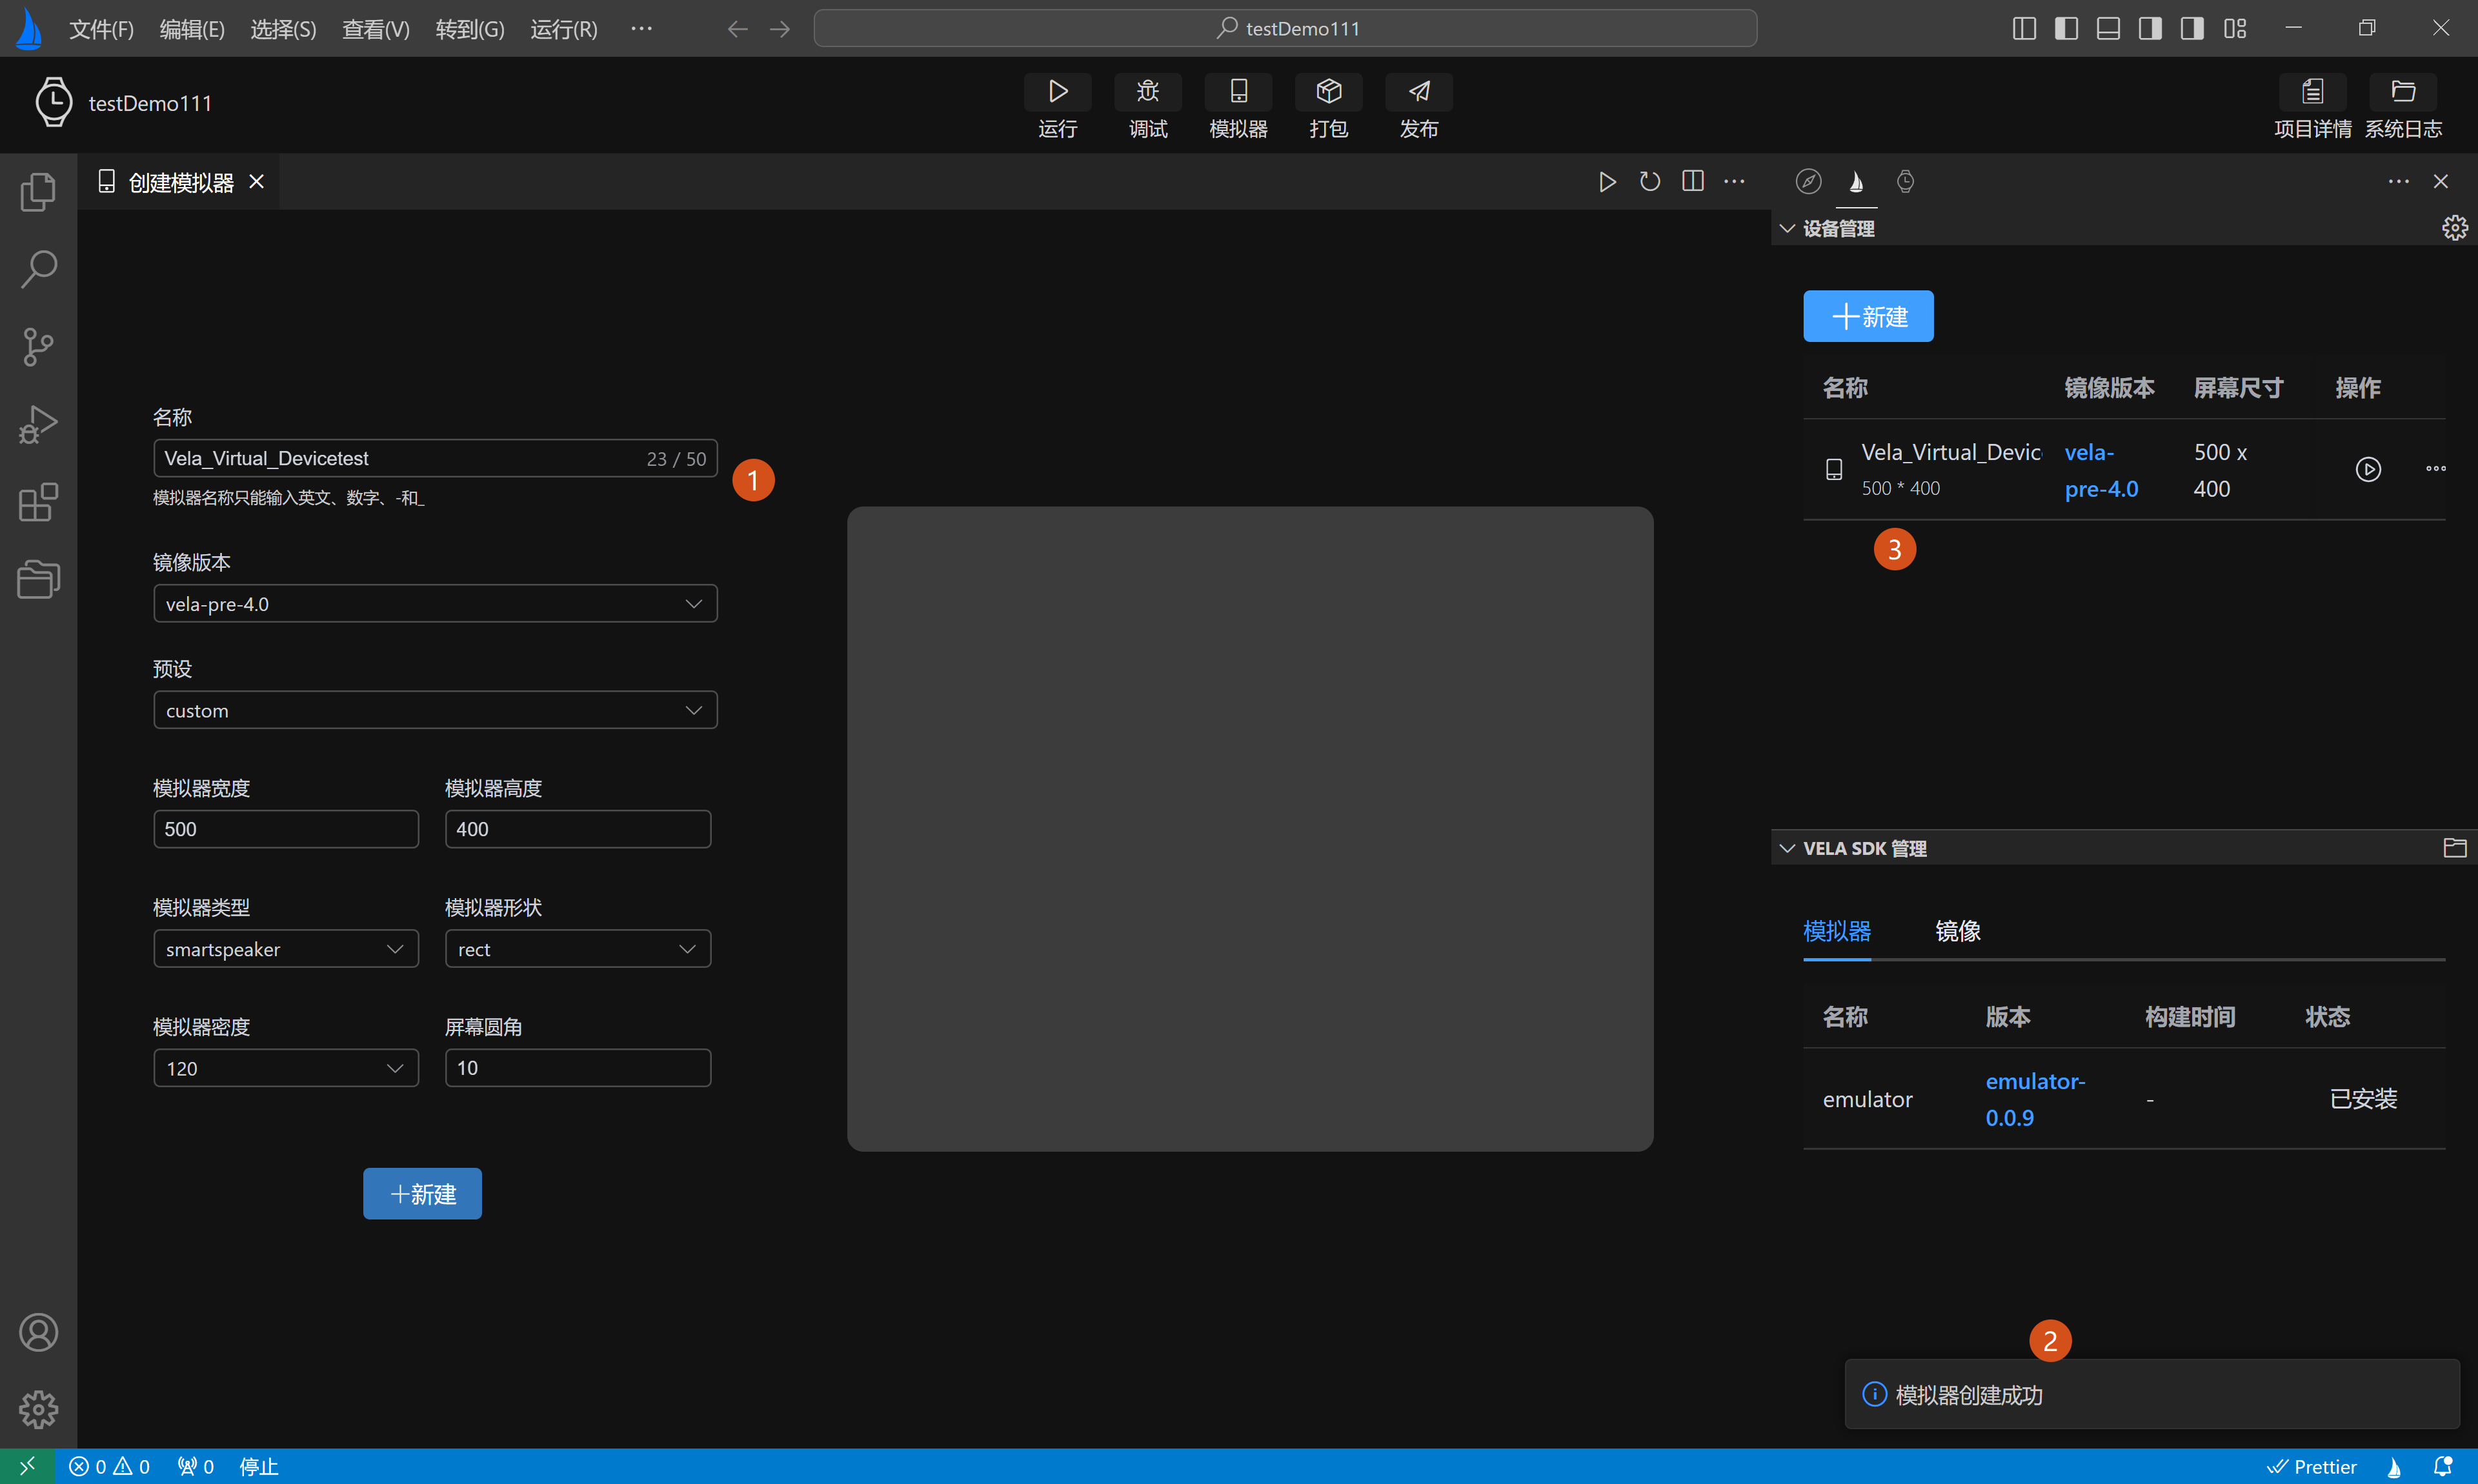 文件(F) 编辑(E) 选择(S) 查看(V) 转到(G) 运行(R) ···
testDemo111
testDemo111
运行 调试 模拟器 打包 发布
项目详情 系统日志
创建模拟器
名称
Vela_Virtual_Devicetest 23 / 50
1
模拟器名称只能输入英文、数字、-和_
镜像版本
vela-pre-4.0
预设
custom
模拟器宽度 模拟器高度
500 400
模拟器类型 模拟器形状
smartspeaker rect
模拟器密度 屏幕圆角
120 10
新建
设备管理
新建
名称 镜像版本 屏幕尺寸 操作
Vela_Virtual_Devic vela- 500 x
500 * 400 pre-4.0 400
3
VELA SDK 管理
模拟器 镜像
名称 版本 构建时间 状态
emulator emulator- - 已安装
0.0.9
2
模拟器创建成功
0 0 0 停止
Prettier